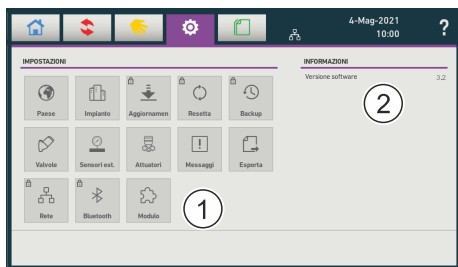 4-Mag-2021
10:00
?
IMPOSTAZIONI
INFORMAZIONI
Versione software 3.2
Paese Impianto Aggiornamen Resetta Backup
Valvole Sensori est. Attuatori Messaggi Esporta
Rete Bluetooth Modulo
1
2